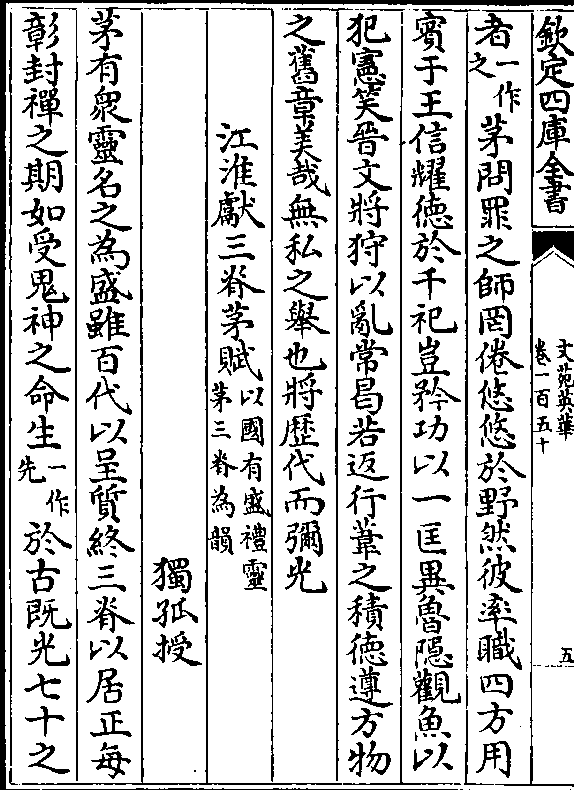 欽定四庫全書
文苑英華
卷一百五十
五
者一作之茅問罪之師罔倦悠悠於野然彼率職四方用
賓于王信耀德於千祀豈矜功以一匡異魯隱觀魚以
犯憲笑晉文將狩以亂常曷若返行葦之積德遵方物
之舊章美哉無私之舉也將歴代而彌光
江淮獻三脊茅賦以國有盛禮靈茅三脊為韻
獨孤授
茅有衆靈名之為盛雖百代以呈質終三脊以居正每
彰封禪之期如受鬼神之命生一作先於古既光七十之